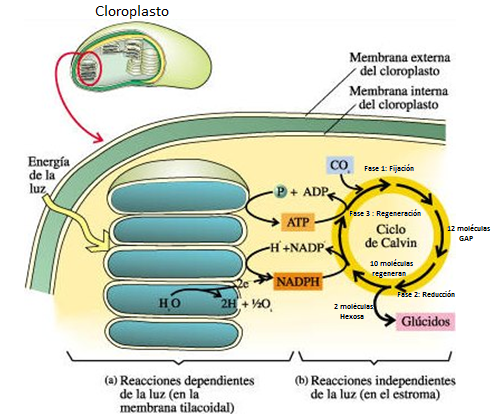 Cloroplasto
Membrana externa
del cloroplasto
Membrana interna
del cloroplasto
Energía
de la
luz
CO₂
Fase 1: Fijación
P + ADP
ATP
Fase 3 : Regeneración
Ciclo
de Calvin
12 moléculas
GAP
H⁺+NADP⁺
NADPH
10 moléculas
regeneran
2e⁻
H₂O
2H⁺ + ½O₂
Fase 2: Reducción
2 moléculas
Hexosa
Glúcidos
(a) Reacciones dependientes
de la luz (en la
membrana tilacoidal)
(b) Reacciones independientes
de la luz (en el estroma)